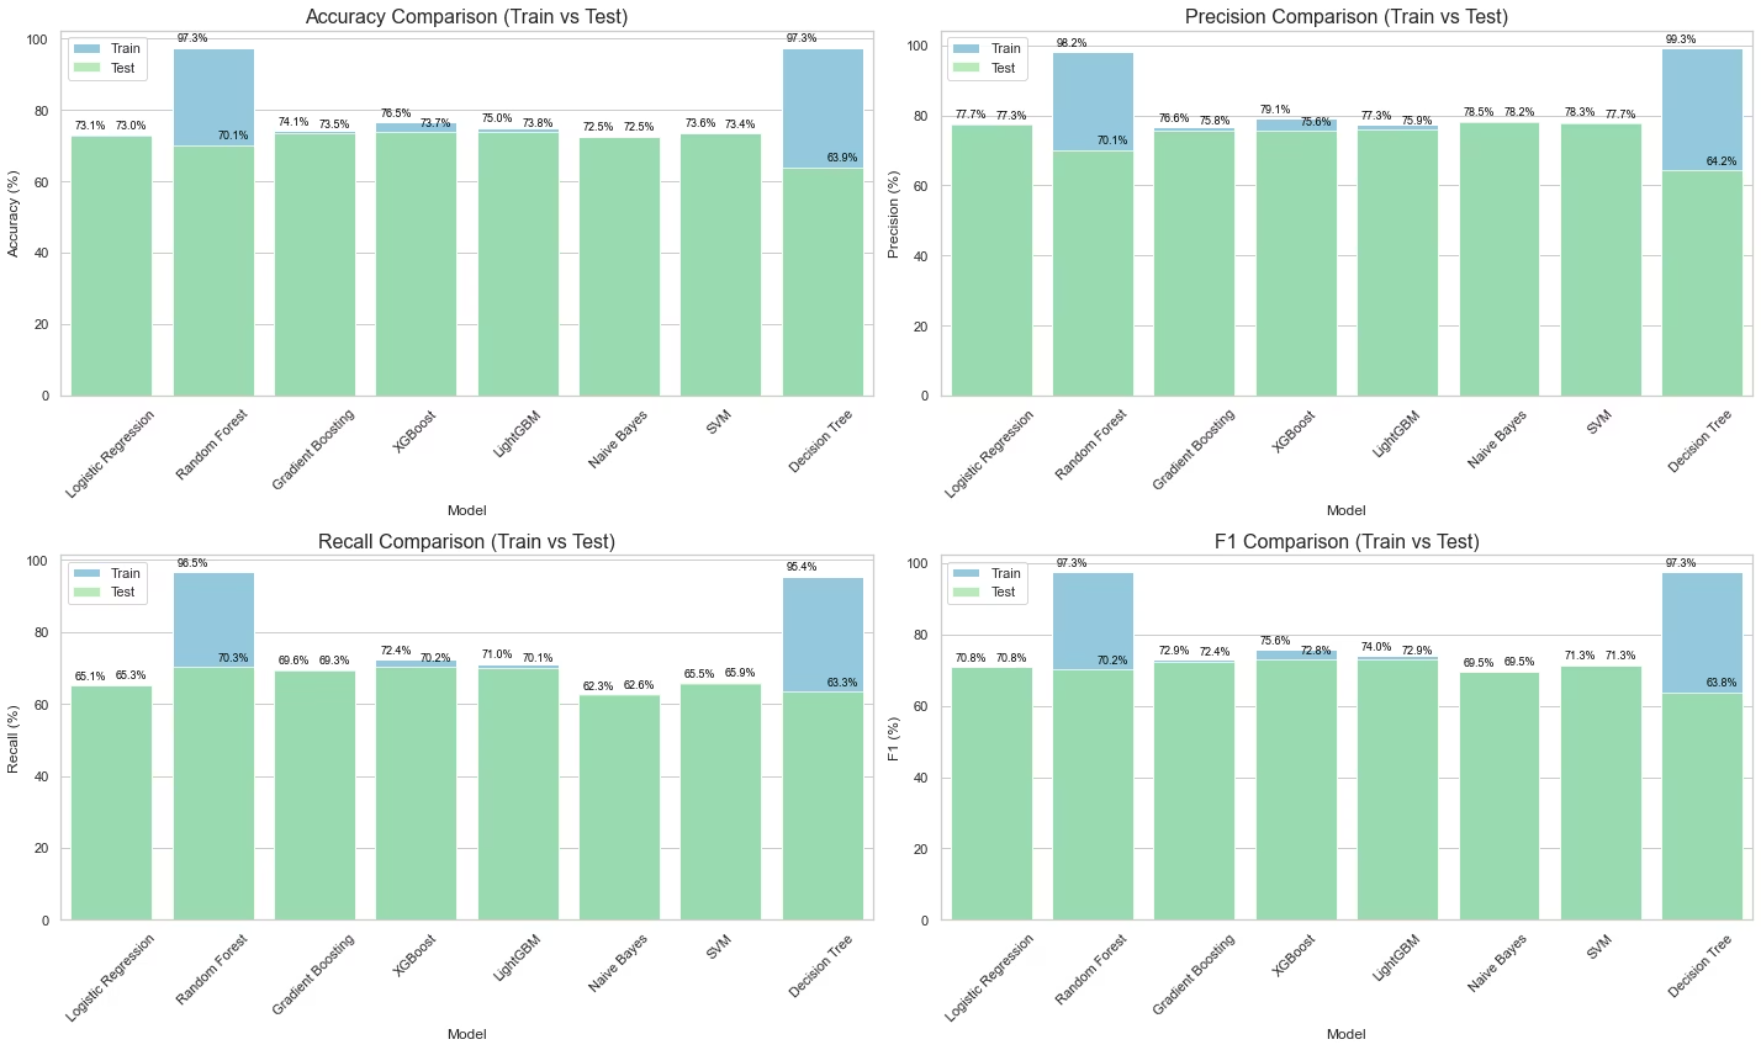 Accuracy Comparison (Train vs Test)
Train
Test
Accuracy (%)
100
80
60
40
20
0
73.1% 73.0%
97.3% 70.1%
74.1% 73.5%
76.5% 73.7%
75.0% 73.8%
72.5% 72.5%
73.6% 73.4%
97.3% 63.9%
Logistic Regression
Random Forest
Gradient Boosting
XGBoost
LightGBM
Naive Bayes
SVM
Decision Tree
Model
Precision Comparison (Train vs Test)
Train
Test
Precision (%)
100
80
60
40
20
0
77.7% 77.3%
98.2% 70.1%
76.6% 75.8%
79.1% 75.6%
77.3% 75.9%
78.5% 78.2%
78.3% 77.7%
99.3% 64.2%
Logistic Regression
Random Forest
Gradient Boosting
XGBoost
LightGBM
Naive Bayes
SVM
Decision Tree
Model
Recall Comparison (Train vs Test)
Train
Test
Recall (%)
100
80
60
40
20
0
65.1% 65.3%
96.5% 70.3%
69.6% 69.3%
72.4% 70.2%
71.0% 70.1%
62.3% 62.6%
65.5% 65.9%
95.4% 63.3%
Logistic Regression
Random Forest
Gradient Boosting
XGBoost
LightGBM
Naive Bayes
SVM
Decision Tree
Model
F1 Comparison (Train vs Test)
Train
Test
F1 (%)
100
80
60
40
20
0
70.8% 70.8%
97.3% 70.2%
72.9% 72.4%
75.6% 72.8%
74.0% 72.9%
69.5% 69.5%
71.3% 71.3%
97.3% 63.8%
Logistic Regression
Random Forest
Gradient Boosting
XGBoost
LightGBM
Naive Bayes
SVM
Decision Tree
Model